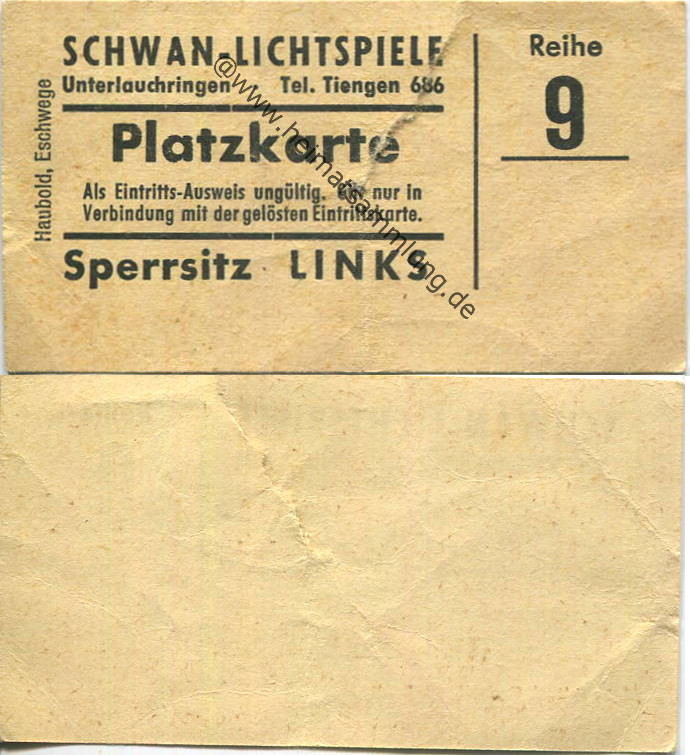 SCHWAN-LICHTSPIELE
Unterlauchringen Tel. Tiengen 686
Platzkarte
Als Eintritts-Ausweis ungültig. nur in
Verbindung mit der gelösten Eintrittskarte.
Sperrsitz LINKS
Reihe
9
Haubold, Eschwege
@www.heimatsammlung.de